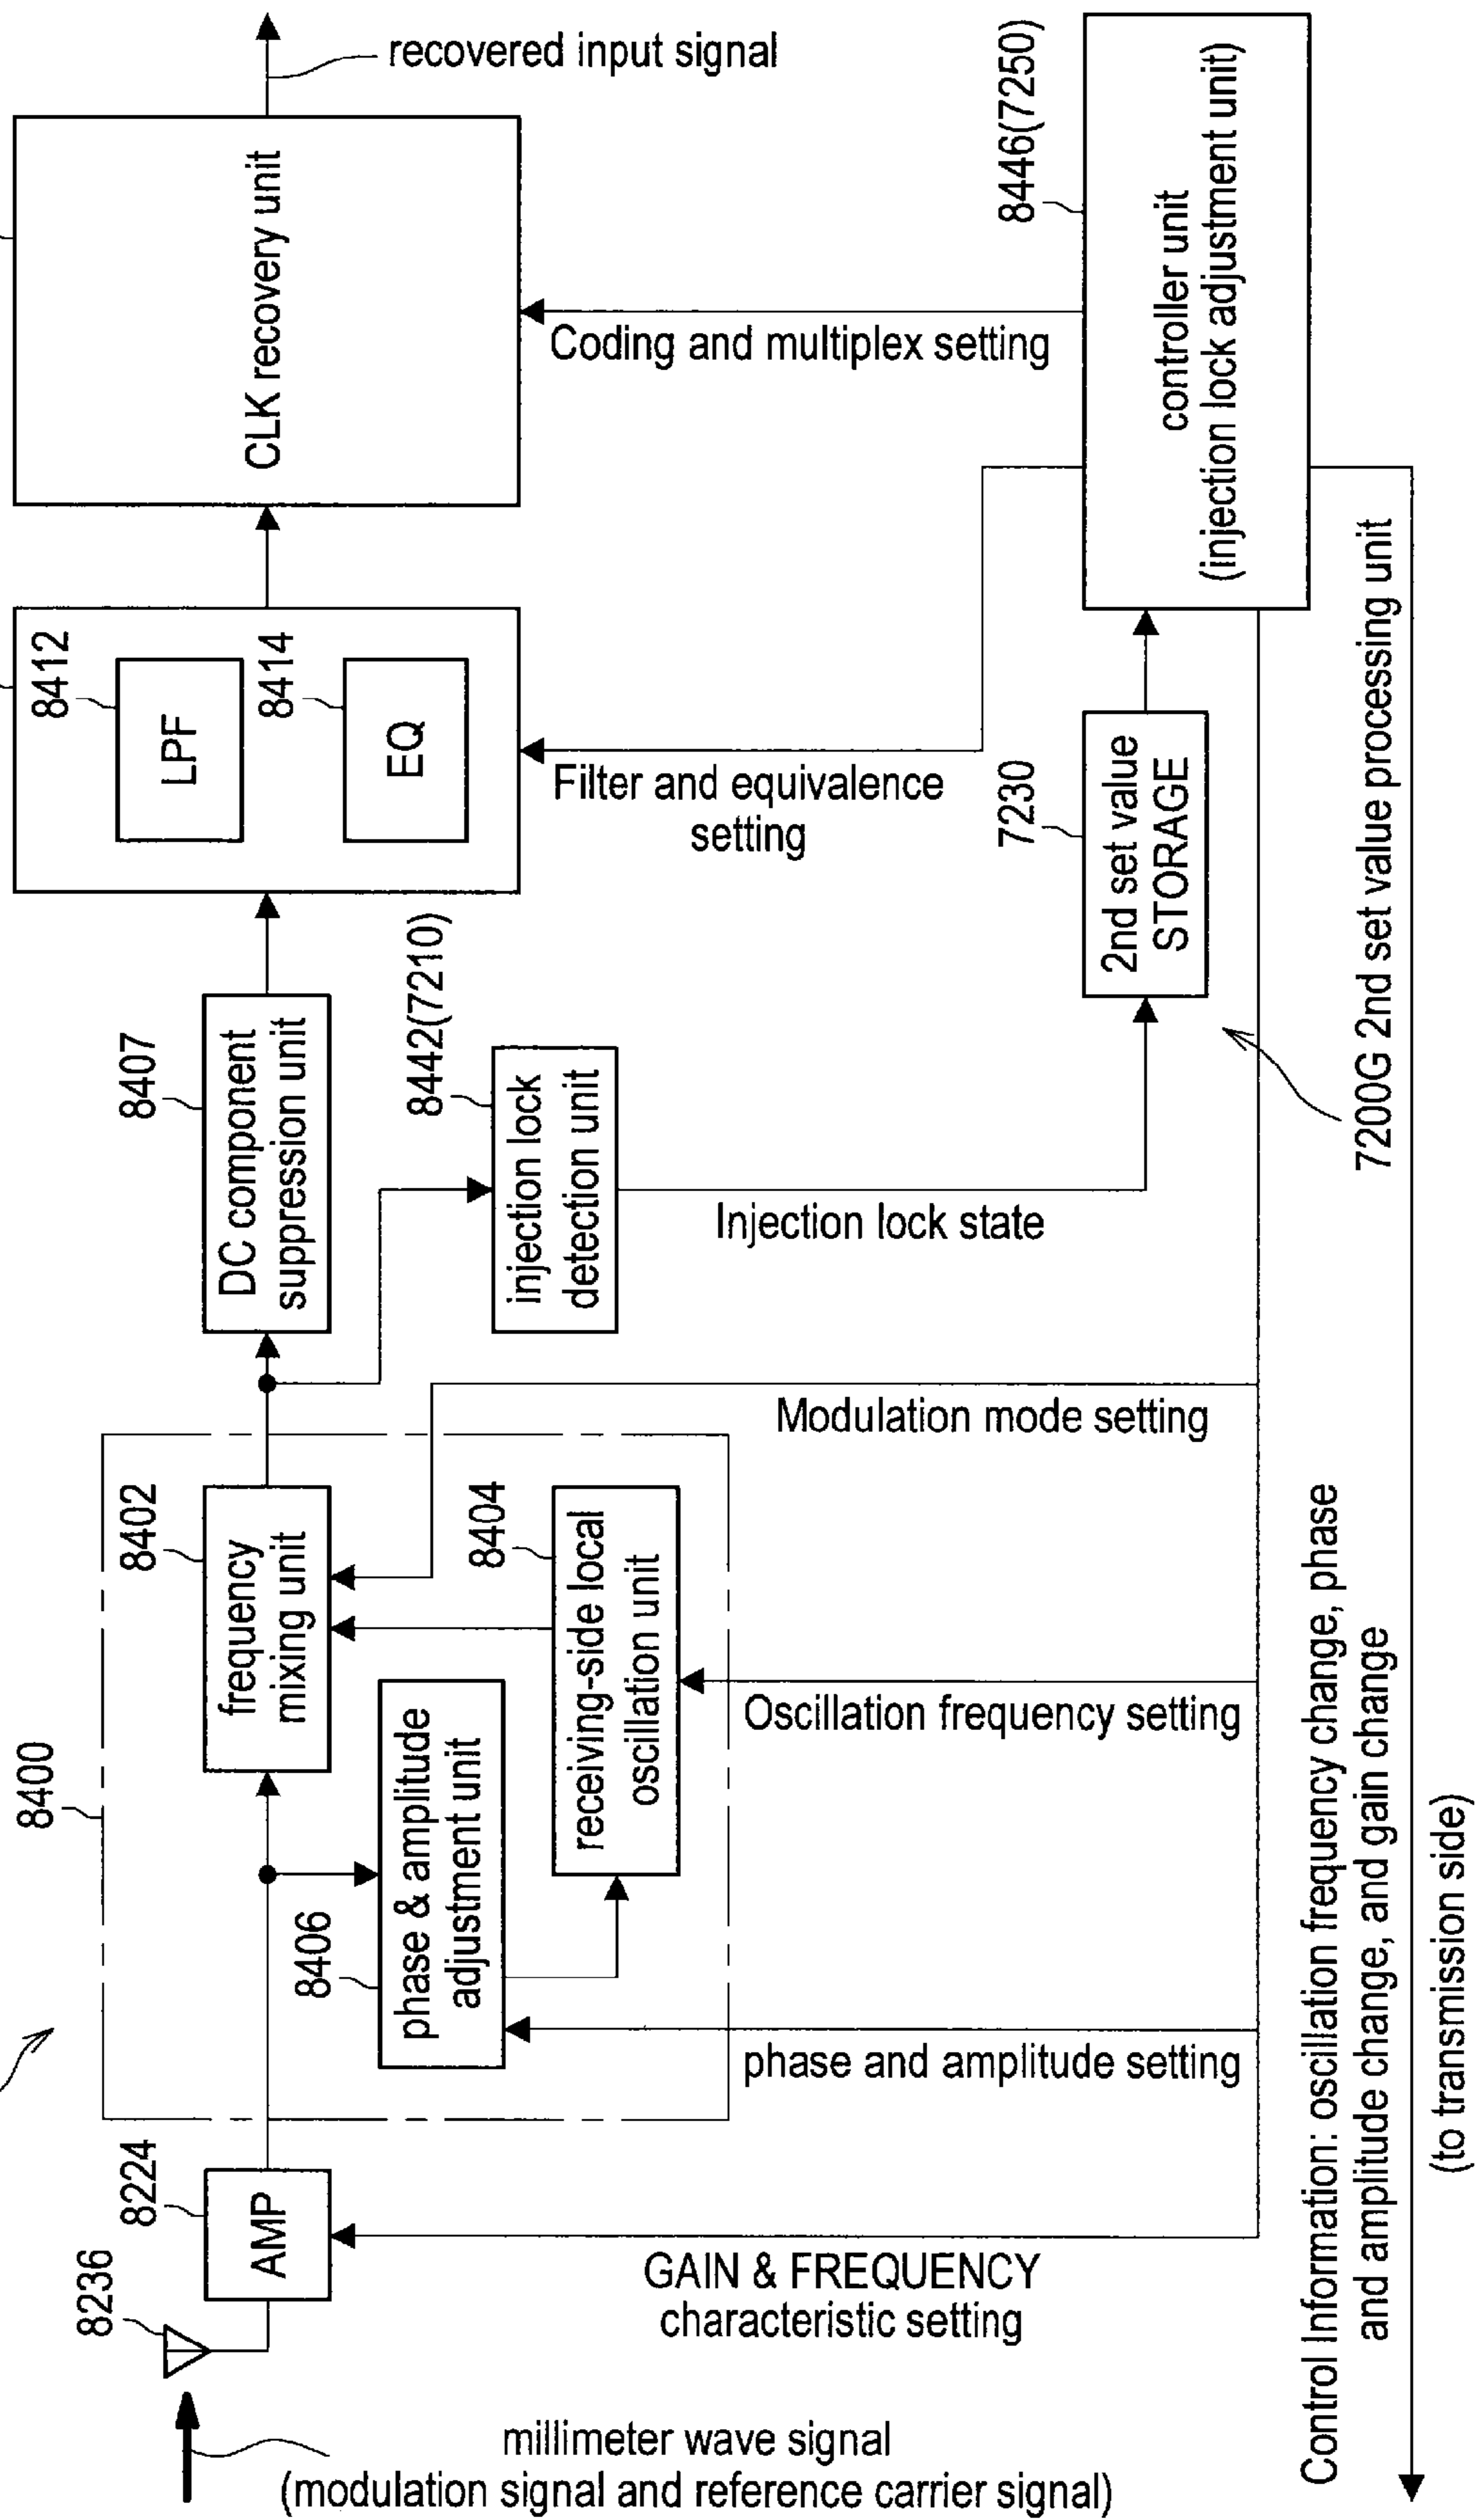 8236
8224
AMP
millimeter wave signal
(modulation signal and reference carrier signal)
GAIN & FREQUENCY
characteristic setting
8400
8402
frequency
mixing unit
8406
phase & amplitude
adjustment unit
8404
receiving-side local
oscillation unit
phase and amplitude setting
Oscillation frequency setting
Modulation mode setting
8407
DC component
suppression unit
8442(7210)
injection lock
detection unit
Injection lock state
8412
LPF
8414
EQ
Filter and equivalence
setting
7230
2nd set value
STORAGE
CLK recovery unit
recovered input signal
Coding and multiplex setting
8446(7250)
controller unit
(injection lock adjustment unit)
7200G 2nd set value processing unit
Control Information: oscillation frequency change, phase
and amplitude change, and gain change
(to transmission side)